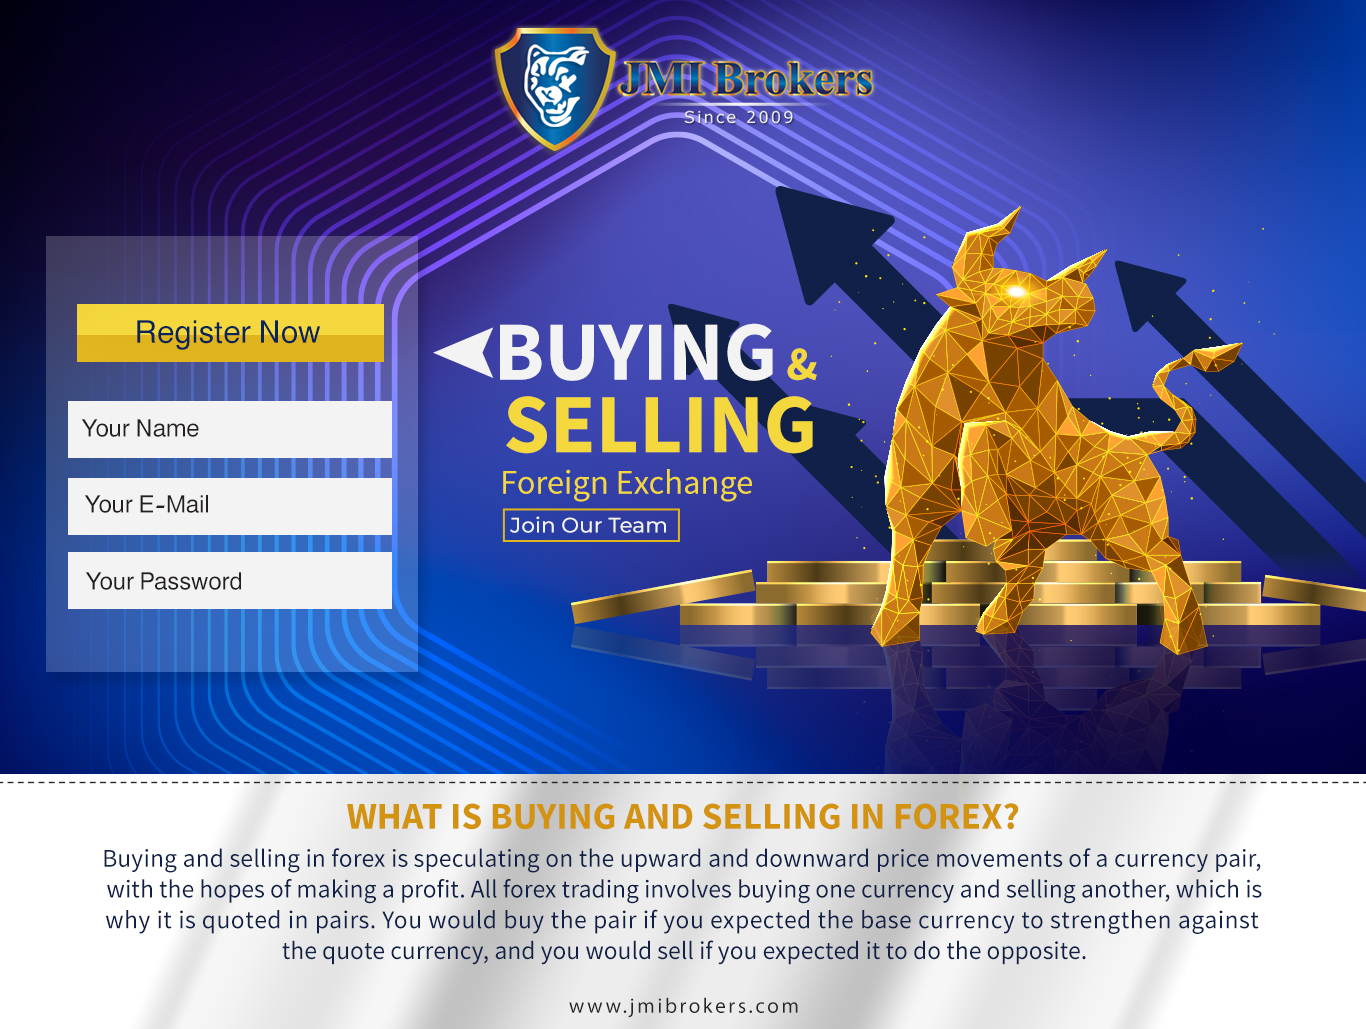 JMI Brokers
Since 2009
Register Now
Your Name
Your E-Mail
Your Password
BUYING &
SELLING
Foreign Exchange
Join Our Team
WHAT IS BUYING AND SELLING IN FOREX?
Buying and selling in forex is speculating on the upward and downward price movements of a currency pair,
with the hopes of making a profit. All forex trading involves buying one currency and selling another, which is
why it is quoted in pairs. You would buy the pair if you expected the base currency to strengthen against
the quote currency, and you would sell if you expected it to do the opposite.
www.jmibrokers.com